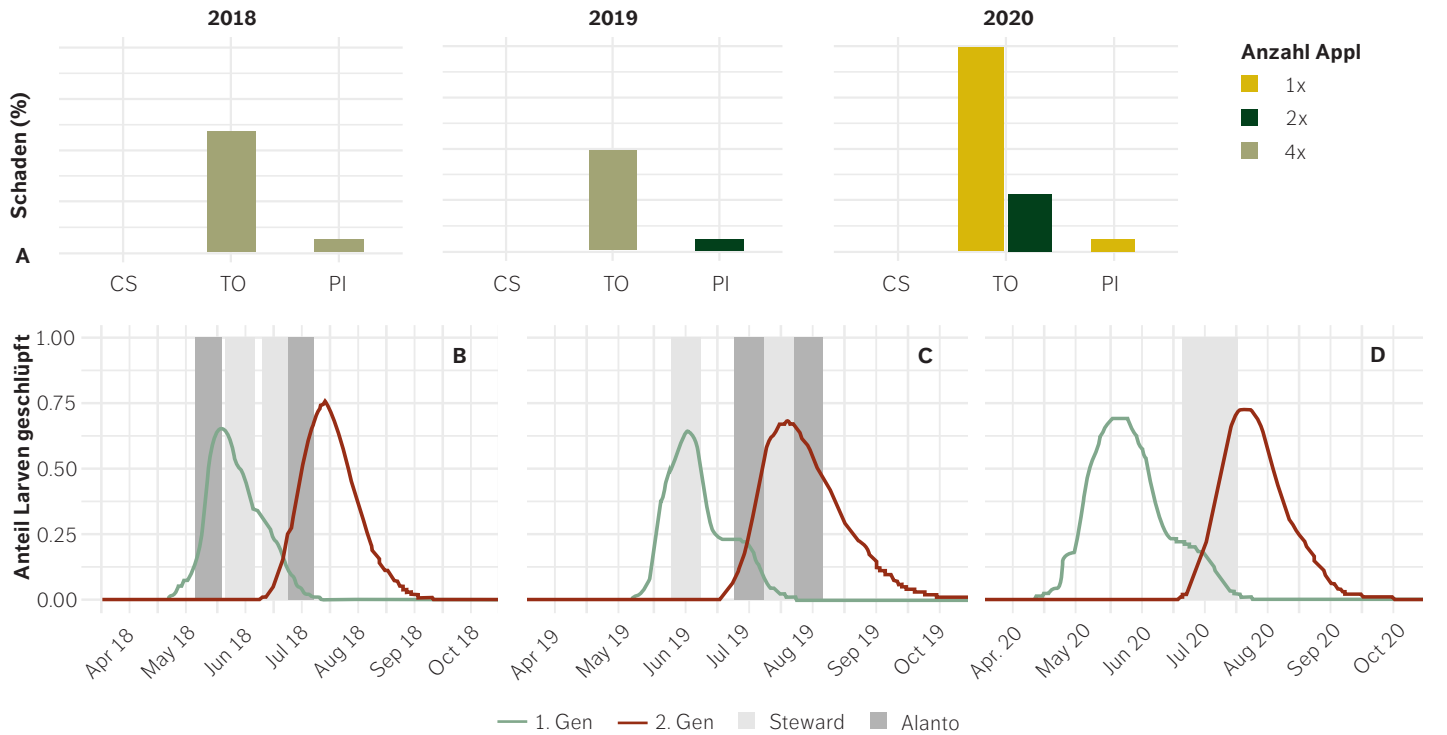 2018 2019 2020
Anzahl Appl
1x
2x
4x
Schaden (%)
A
CS TO PI CS TO PI CS TO PI
Anteil Larven geschlüpft
1.00
0.75
0.50
0.25
0.00
B C D
Apr 18 May 18 Jun 18 Jul 18 Aug 18 Sep 18 Oct 18
Apr 19 May 19 Jun 19 Jul 19 Aug 19 Sep 19 Oct 19
Apr. 20 May 20 Jun 20 Jul 20 Aug 20 Sep 20 Oct 20
1. Gen 2. Gen Steward Alanto